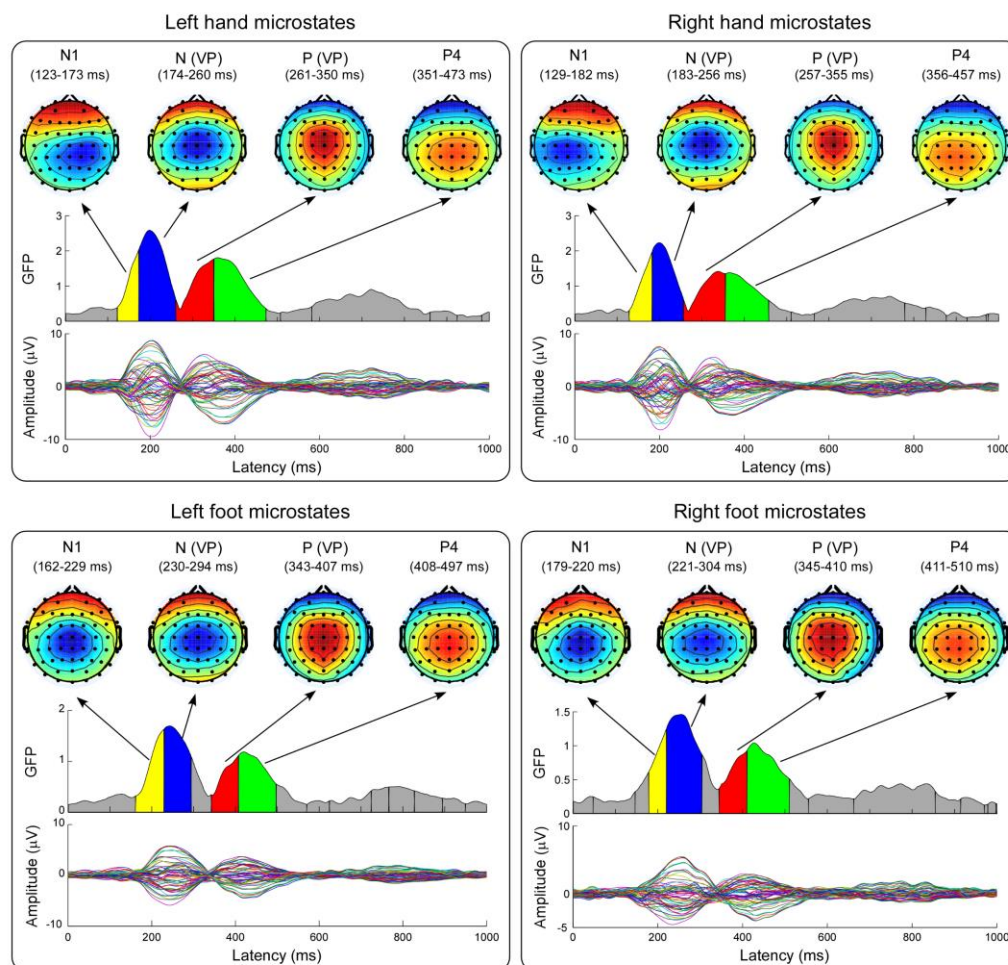 Left hand microstates
N1 N (VP) P (VP) P4
(123-173 ms) (174-260 ms) (261-350 ms) (351-473 ms)
3
2
1
0
GFP
10
0
-10
Amplitude (µV)
0 200 400 600 800 1000
Latency (ms)
Right hand microstates
N1 N (VP) P (VP) P4
(129-182 ms) (183-256 ms) (257-355 ms) (356-457 ms)
3
2
1
0
GFP
10
0
-10
Amplitude (µV)
0 200 400 600 800 1000
Latency (ms)
Left foot microstates
N1 N (VP) P (VP) P4
(162-229 ms) (230-294 ms) (343-407 ms) (408-497 ms)
2
1
0
GFP
10
0
-10
Amplitude (µV)
0 200 400 600 800 1000
Latency (ms)
Right foot microstates
N1 N (VP) P (VP) P4
(179-220 ms) (221-304 ms) (345-410 ms) (411-510 ms)
1.5
1
0.5
0
GFP
10
0
-5
Amplitude (µV)
0 200 400 600 800 1000
Latency (ms)